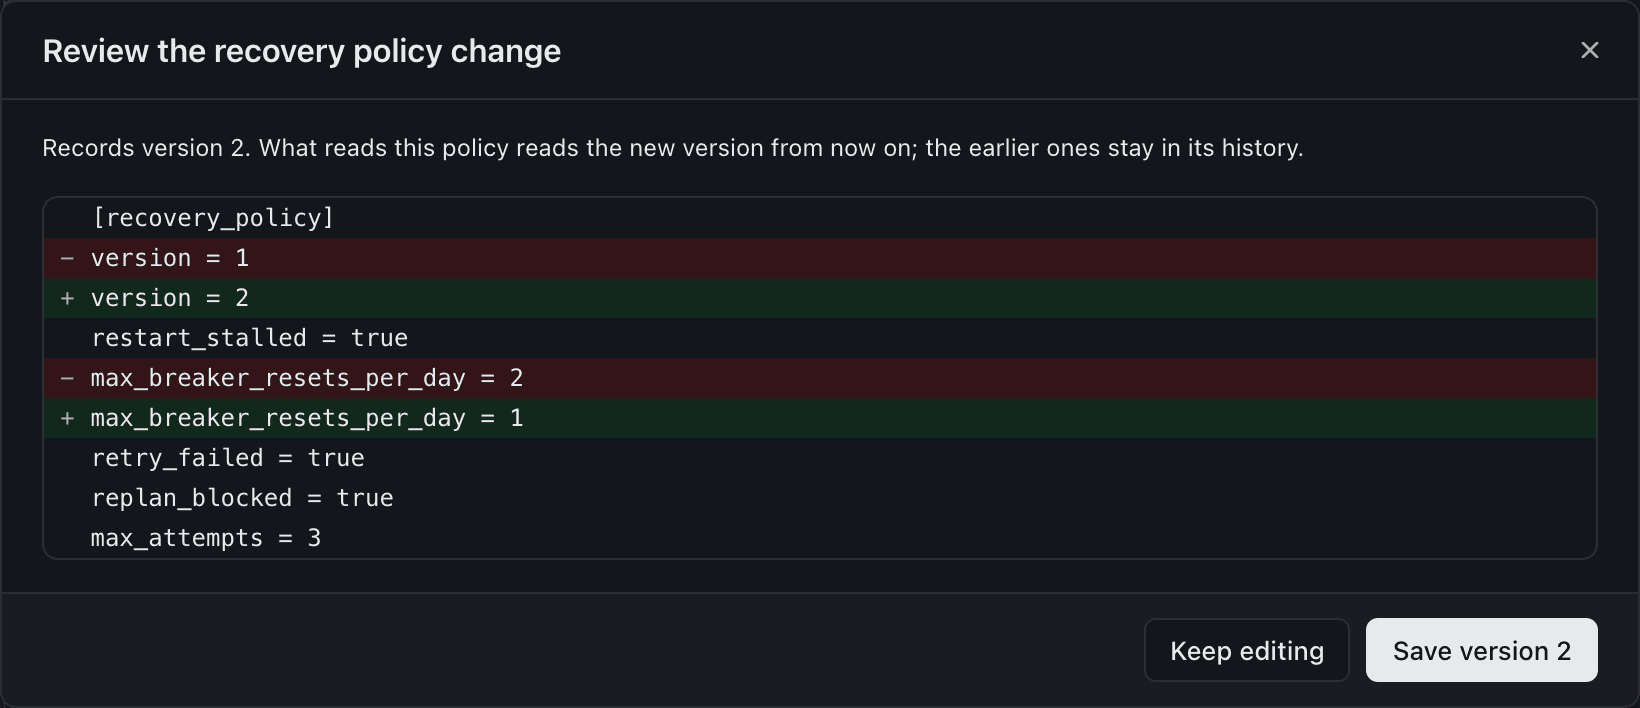 Review the recovery policy change
×
Records version 2. What reads this policy reads the new version from now on; the earlier ones stay in its history.
[recovery_policy]
− version = 1
+ version = 2
restart_stalled = true
− max_breaker_resets_per_day = 2
+ max_breaker_resets_per_day = 1
retry_failed = true
replan_blocked = true
max_attempts = 3
Keep editing
Save version 2